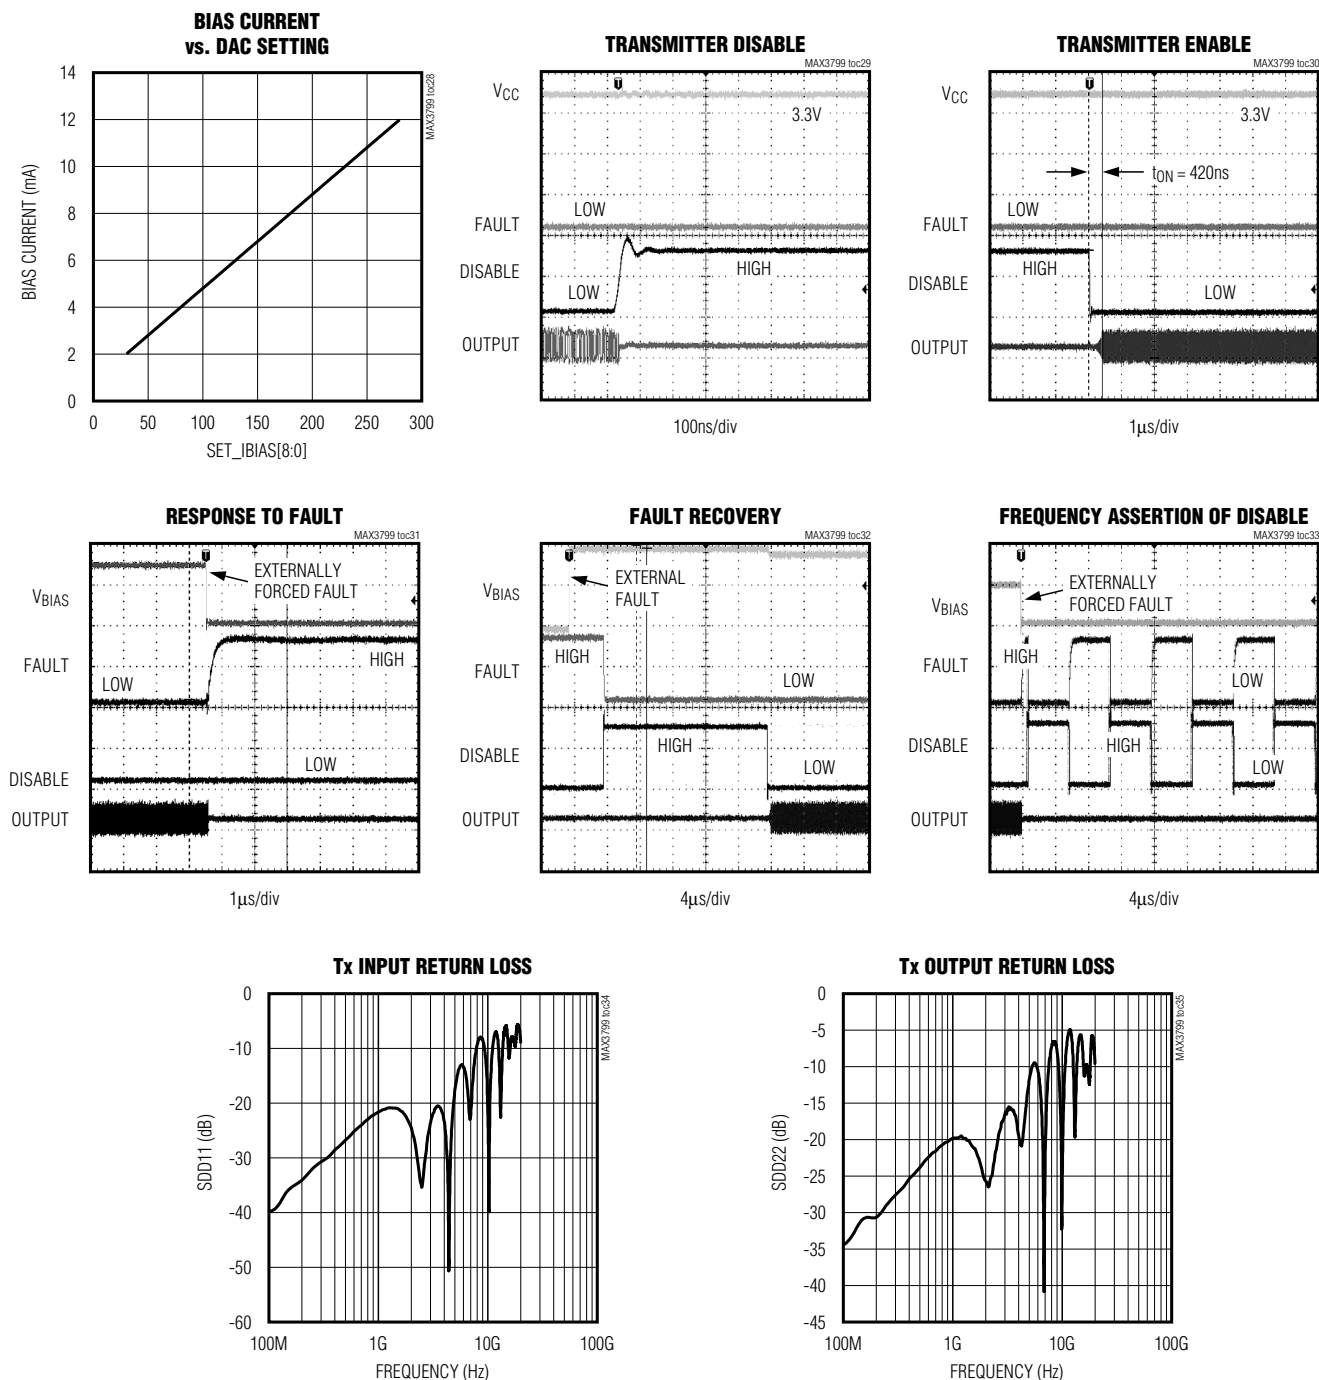 BIAS CURRENT
vs. DAC SETTING
MAX3799 toc28
BIAS CURRENT (mA)
14
12
10
8
6
4
2
0
0 50 100 150 200 250 300
SET_IBIAS[8:0]
TRANSMITTER DISABLE
MAX3799 toc29
VCC
3.3V
FAULT
LOW
DISABLE
LOW
HIGH
OUTPUT
100ns/div
TRANSMITTER ENABLE
MAX3799 toc30
VCC
3.3V
tON = 420ns
FAULT
LOW
DISABLE
HIGH
LOW
OUTPUT
1µs/div
RESPONSE TO FAULT
MAX3799 toc31
VBIAS
EXTERNALLY
FORCED FAULT
FAULT
LOW
HIGH
DISABLE
LOW
OUTPUT
1µs/div
FAULT RECOVERY
MAX3799 toc32
VBIAS
EXTERNAL
FAULT
FAULT
HIGH
LOW
DISABLE
HIGH
LOW
OUTPUT
4µs/div
FREQUENCY ASSERTION OF DISABLE
MAX3799 toc33
VBIAS
EXTERNALLY
FORCED FAULT
FAULT
HIGH
LOW
DISABLE
HIGH
LOW
OUTPUT
4µs/div
Tx INPUT RETURN LOSS
MAX3799 toc34
SDD11 (dB)
0
-10
-20
-30
-40
-50
-60
100M 1G 10G 100G
FREQUENCY (Hz)
Tx OUTPUT RETURN LOSS
MAX3799 toc35
SDD22 (dB)
0
-5
-10
-15
-20
-25
-30
-35
-40
-45
100M 1G 10G 100G
FREQUENCY (Hz)